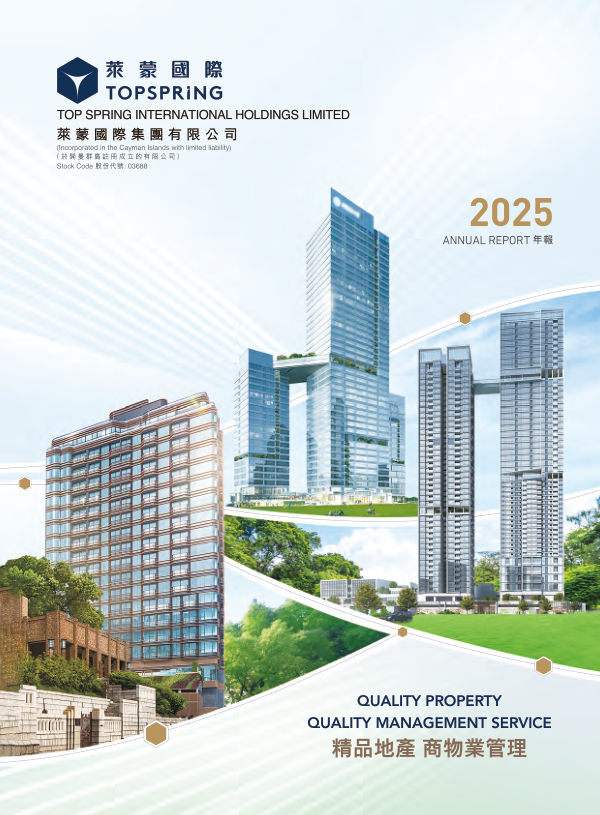 萊蒙國際
TOPSPRiNG
TOP SPRING INTERNATIONAL HOLDINGS LIMITED
萊蒙國際集團有限公司
(Incorporated in the Cayman Islands with limited liability)
(於開曼群島註冊成立的有限公司)
Stock Code 股份代號: 03688
2025
ANNUAL REPORT 年報
QUALITY PROPERTY
QUALITY MANAGEMENT SERVICE
精品地產 商物業管理